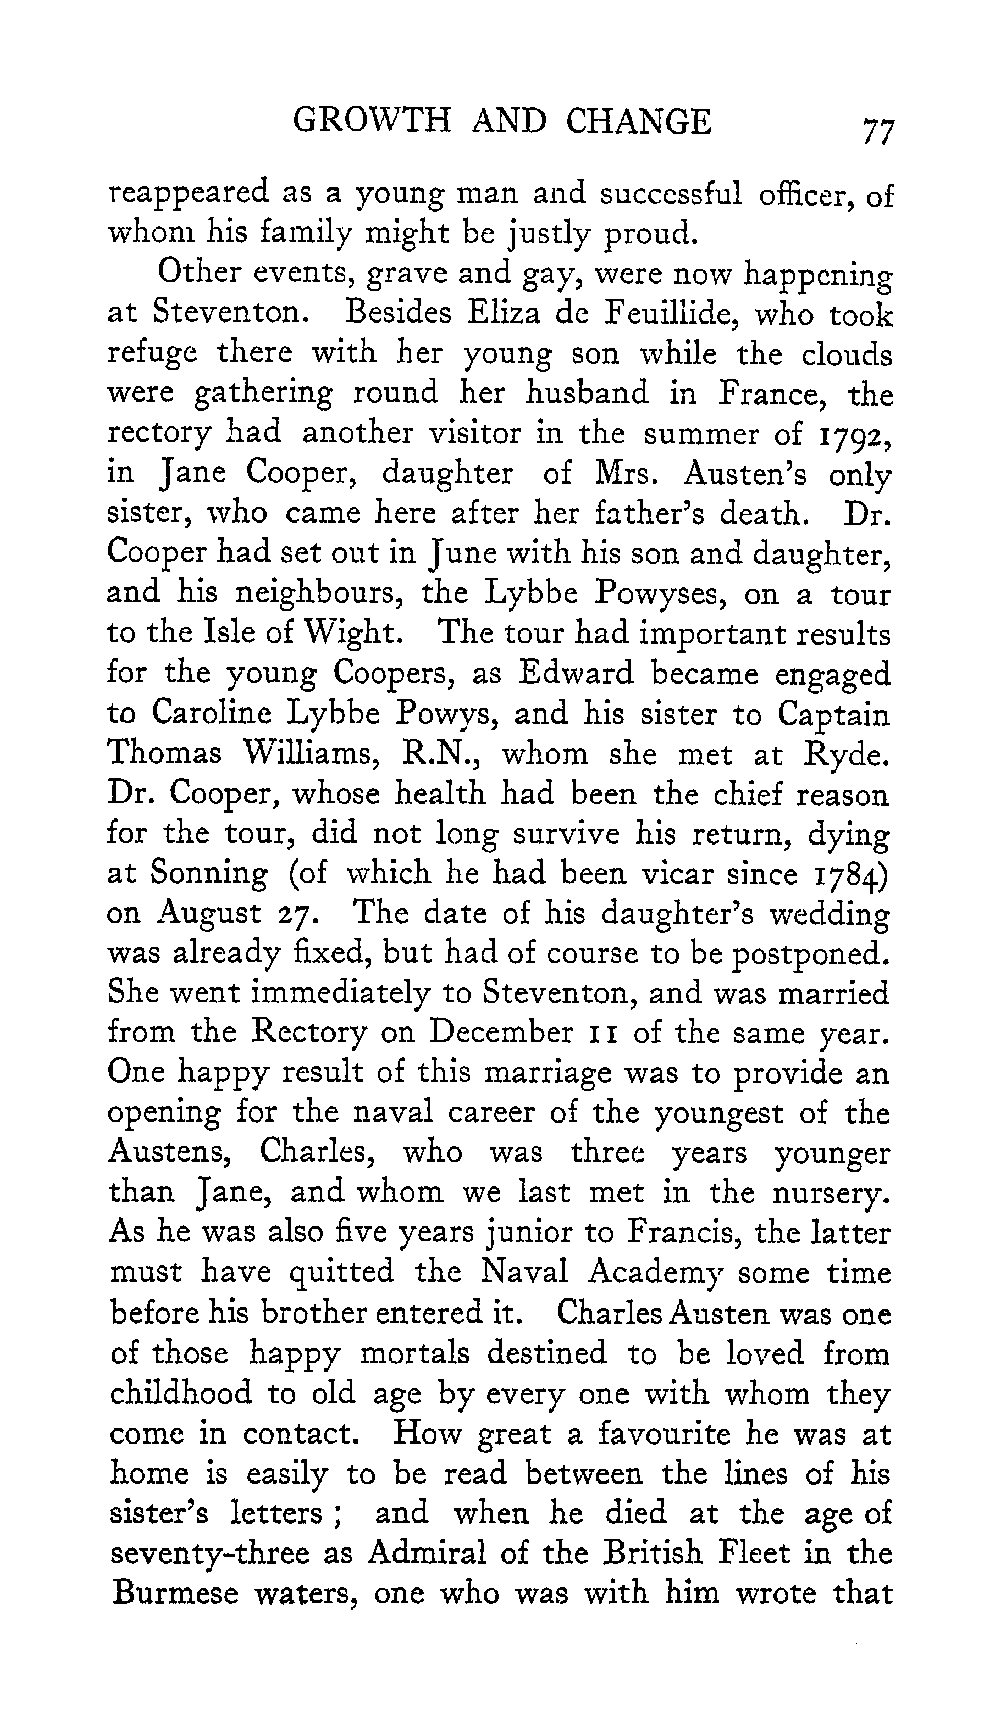 GROWTH AND CHANGE 77
reappeared as a young man and successful officer, of
whom his family might be justly proud.
Other events, grave and gay, were now happening
at Steventon. Besides Eliza de Feuillide, who took
refuge there with her young son while the clouds
were gathering round her husband in France, the
rectory had another visitor in the summer of 1792,
in Jane Cooper, daughter of Mrs. Austen's only
sister, who came here after her father's death. Dr.
Cooper had set out in June with his son and daughter,
and his neighbours, the Lybbe Powyses, on a tour
to the Isle of Wight. The tour had important results
for the young Coopers, as Edward became engaged
to Caroline Lybbe Powys, and his sister to Captain
Thomas Williams, R.N., whom she met at Ryde.
Dr. Cooper, whose health had been the chief reason
for the tour, did not long survive his return, dying
at Sonning (of which he had been vicar since 1784)
on August 27. The date of his daughter's wedding
was already fixed, but had of course to be postponed.
She went immediately to Steventon, and was married
from the Rectory on December 11 of the same year.
One happy result of this marriage was to provide an
opening for the naval career of the youngest of the
Austens, Charles, who was three years younger
than Jane, and whom we last met in the nursery.
As he was also five years junior to Francis, the latter
must have quitted the Naval Academy some time
before his brother entered it. Charles Austen was one
of those happy mortals destined to be loved from
childhood to old age by every one with whom they
come in contact. How great a favourite he was at
home is easily to be read between the lines of his
sister's letters ; and when he died at the age of
seventy-three as Admiral of the British Fleet in the
Burmese waters, one who was with him wrote that